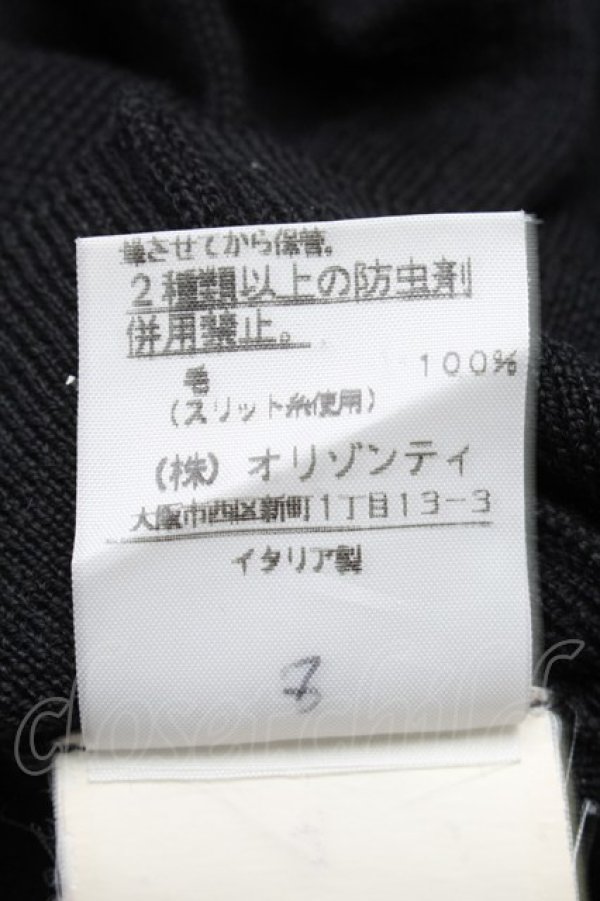 燥させてから保管。
2種類以上の防虫剤
併用禁止。
毛 100%
(スリット糸使用)
(株)オリゾンティ
大阪市西区新町1丁目13-3
イタリア製
closet child